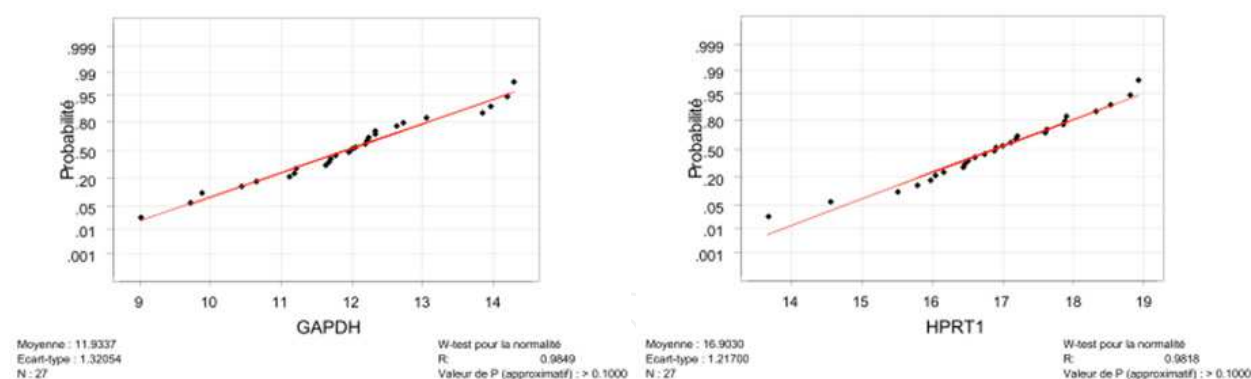 .999
.99
.95
.80
.50
.20
.05
.01
.001
Probabilité
9 10 11 12 13 14
GAPDH
Moyenne : 11.9337
Ecart-type : 1.32054
N : 27
W-test pour la normalité
R: 0.9849
Valeur de P (approximatif) : > 0.1000
.999
.99
.95
.80
.50
.20
.05
.01
.001
Probabilité
14 15 16 17 18 19
HPRT1
Moyenne : 16.9030
Ecart-type : 1.21700
N : 27
W-test pour la normalité
R: 0.9818
Valeur de P (approximatif) : > 0.1000